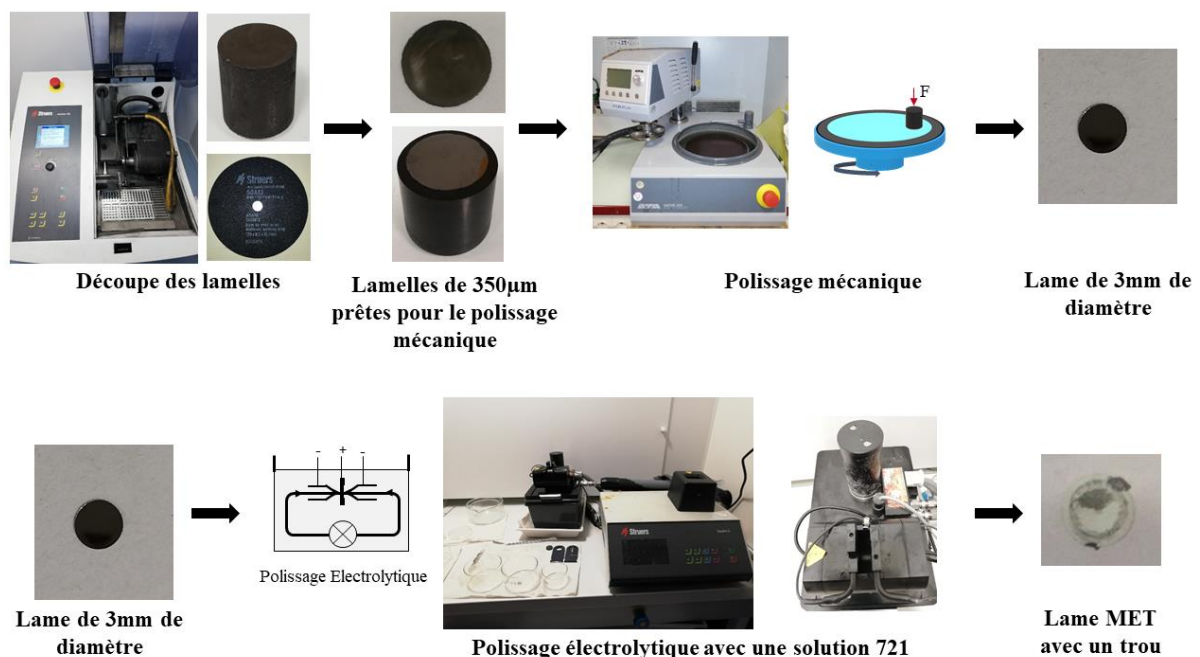 Struers
Struers
50A13
F
Découpe des lamelles
Lamelles de 350µm
prêtes pour le polissage
mécanique
Polissage mécanique
Lame de 3mm de
diamètre
- + -
Polissage Electrolytique
Struers
Lame de 3mm de
diamètre
Polissage électrolytique avec une solution 721
Lame MET
avec un trou